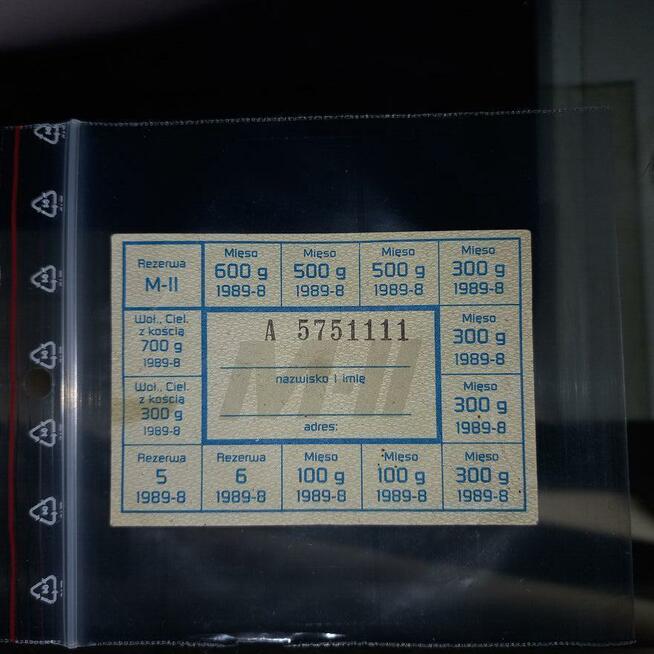 Rezerwa
M-II
Mięso
600 g
1989-8
Mięso
500 g
1989-8
Mięso
500 g
1989-8
Mięso
300 g
1989-8
Woł., Ciel.
z kością
700 g
1989-8
A 5751111
M-II
nazwisko i imię
adres:
Mięso
300 g
1989-8
Woł., Ciel.
z kością
300 g
1989-8
Mięso
300 g
1989-8
Rezerwa
5
1989-8
Rezerwa
6
1989-8
Mięso
100 g
1989-8
Mięso
100 g
1989-8
Mięso
300 g
1989-8